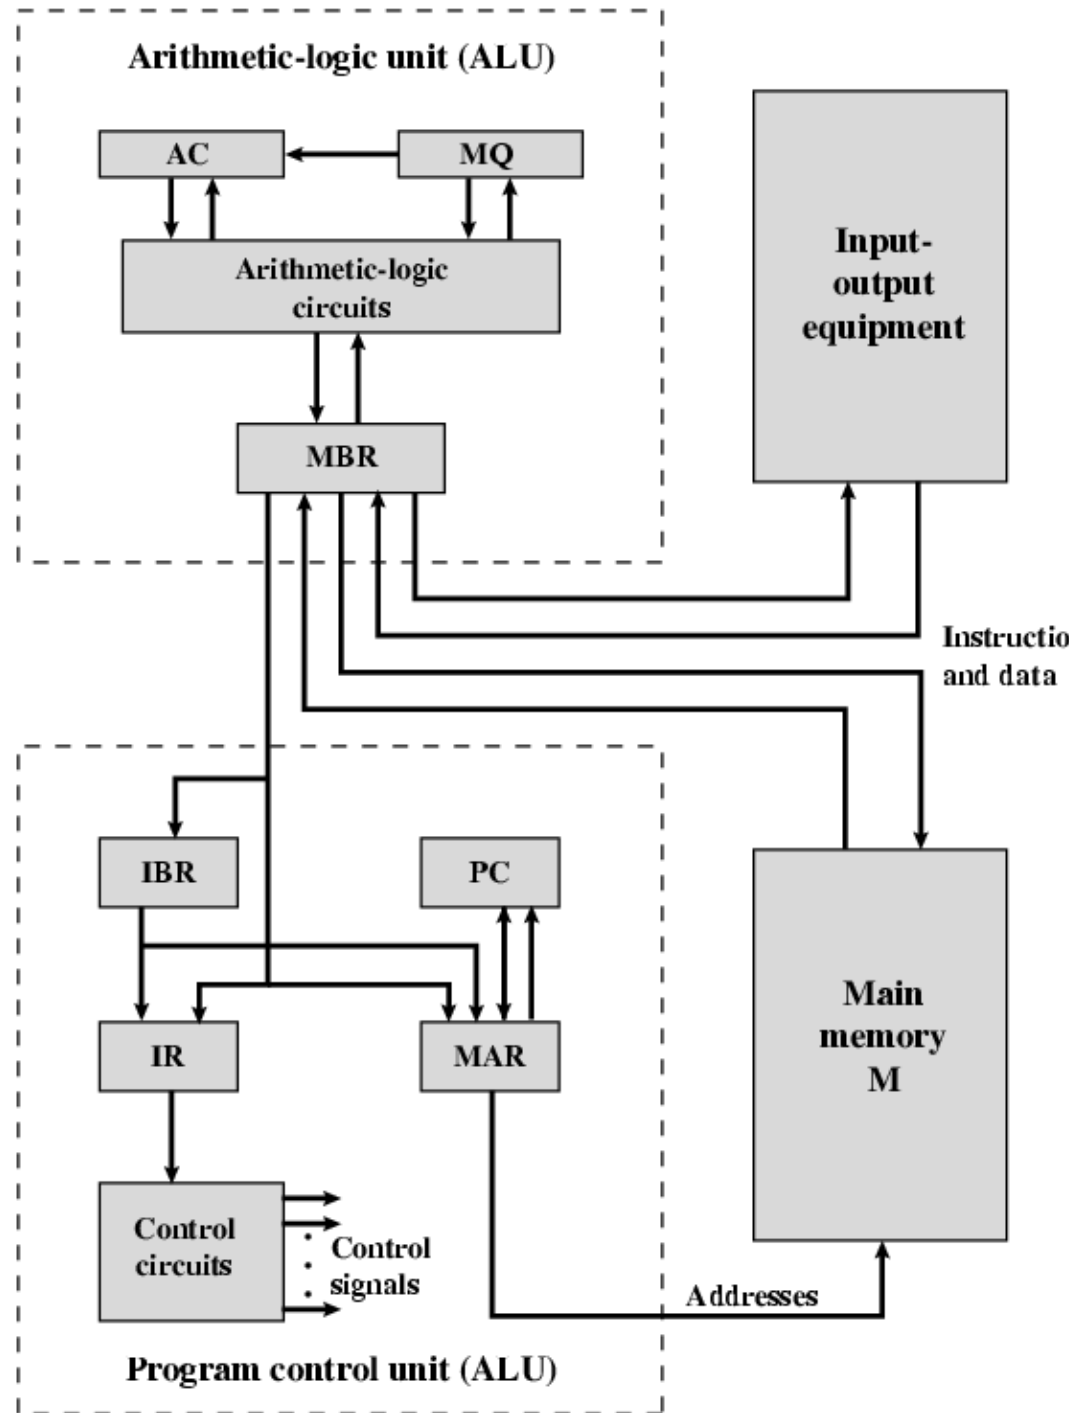 Arithmetic-logic unit (ALU)
AC
MQ
Arithmetic-logic
circuits
Input-
output
equipment
MBR
Instructio
and data
IBR
PC
Main
memory
M
IR
MAR
Control
circuits
Control
signals
Addresses
Program control unit (ALU)